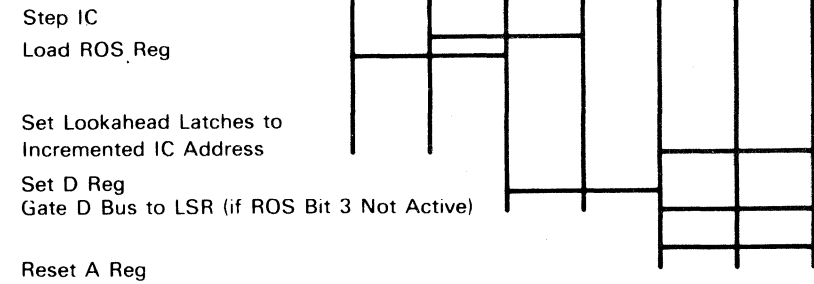 Step IC
Load ROS Reg
Set Lookahead Latches to
Incremented IC Address
Set D Reg
Gate D Bus to LSR (if ROS Bit 3 Not Active)
Reset A Reg